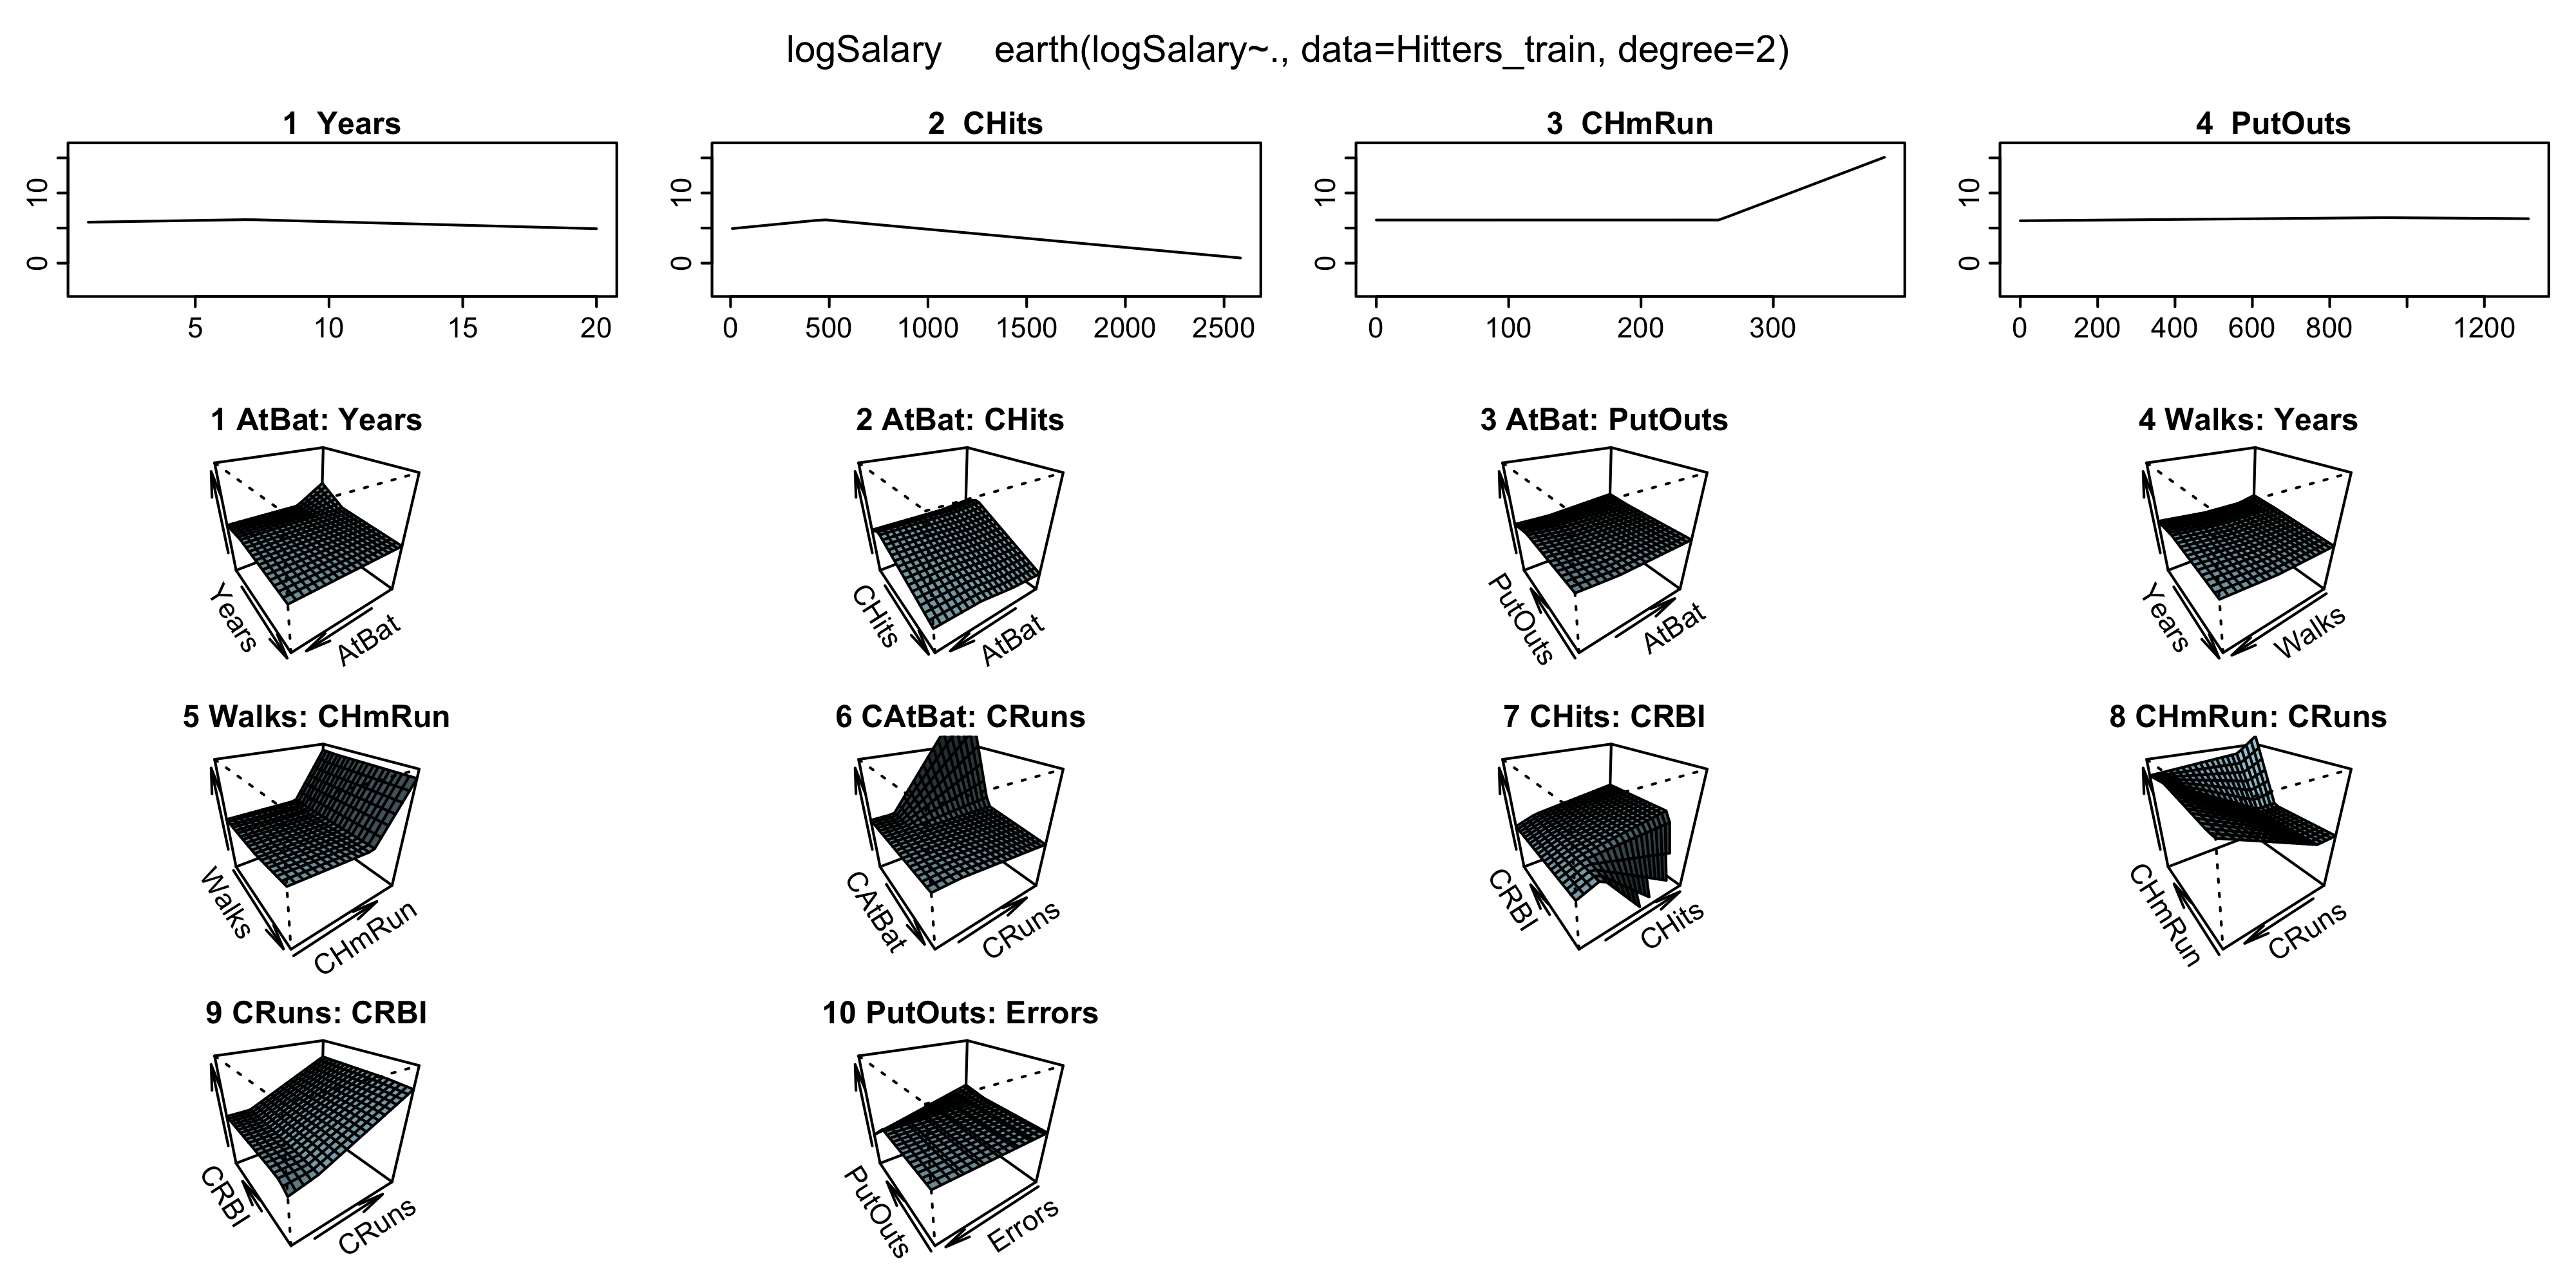 logSalary earth(logSalary~., data=Hitters_train, degree=2)
1 Years
2 CHits
3 CHmRun
4 PutOuts
10
0
5 10 15 20
10
0
0 500 1000 1500 2000 2500
10
0
0 100 200 300
10
0
0 200 400 600 800 1200
1 AtBat: Years
Years
AtBat
2 AtBat: CHits
CHits
AtBat
3 AtBat: PutOuts
PutOuts
AtBat
4 Walks: Years
Years
Walks
5 Walks: CHmRun
Walks
CHmRun
6 CAtBat: CRuns
CAtBat
CRuns
7 CHits: CRBI
CRBI
CHits
8 CHmRun: CRuns
CHmRun
CRuns
9 CRuns: CRBI
CRBI
CRuns
10 PutOuts: Errors
PutOuts
Errors